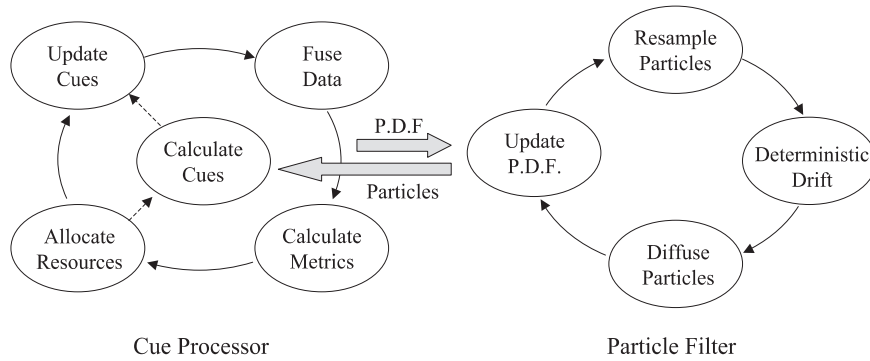 Update
Cues
Fuse
Data
Calculate
Cues
Allocate
Resources
Calculate
Metrics
P.D.F
Particles
Resample
Particles
Update
P.D.F.
Deterministic
Drift
Diffuse
Particles
Cue Processor
Particle Filter